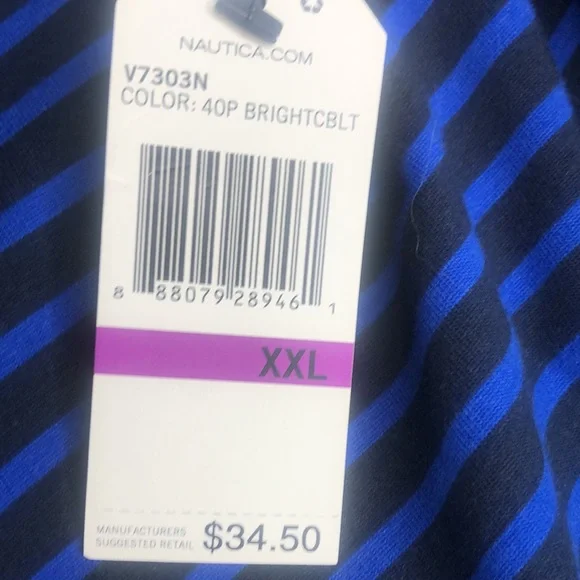 NAUTICA.COM
V7303N
COLOR: 40P BRIGHTCBLT
8 88079 28946 1
XXL
MANUFACTURERS
SUGGESTED RETAIL $34.50